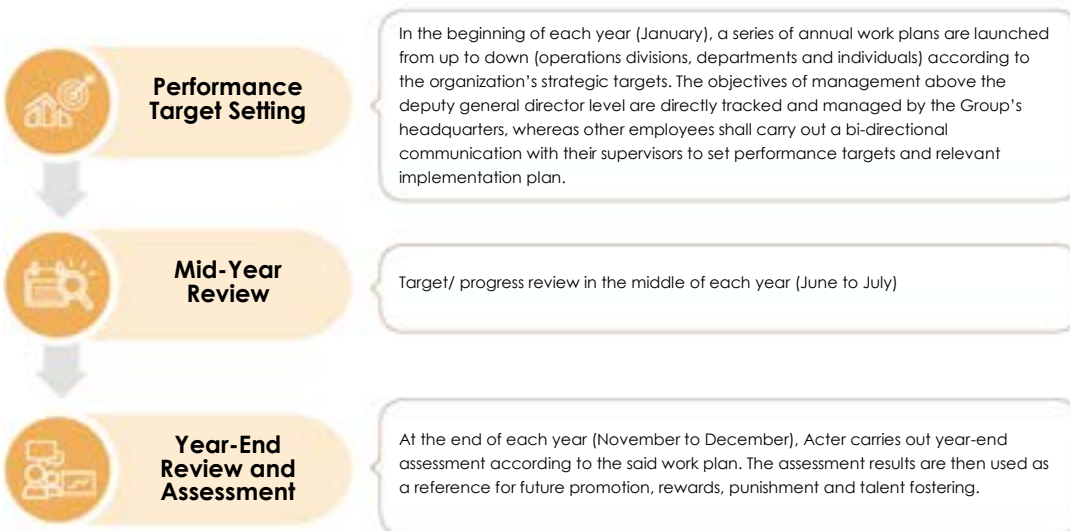 Performance
Target Setting
In the beginning of each year (January), a series of annual work plans are launched
from up to down (operations divisions, departments and individuals) according to
the organization’s strategic targets. The objectives of management above the
deputy general director level are directly tracked and managed by the Group’s
headquarters, whereas other employees shall carry out a bi-directional
communication with their supervisors to set performance targets and relevant
implementation plan.
Mid-Year
Review
Target/ progress review in the middle of each year (June to July)
Year-End
Review and
Assessment
At the end of each year (November to December), Acter carries out year-end
assessment according to the said work plan. The assessment results are then used as
a reference for future promotion, rewards, punishment and talent fostering.